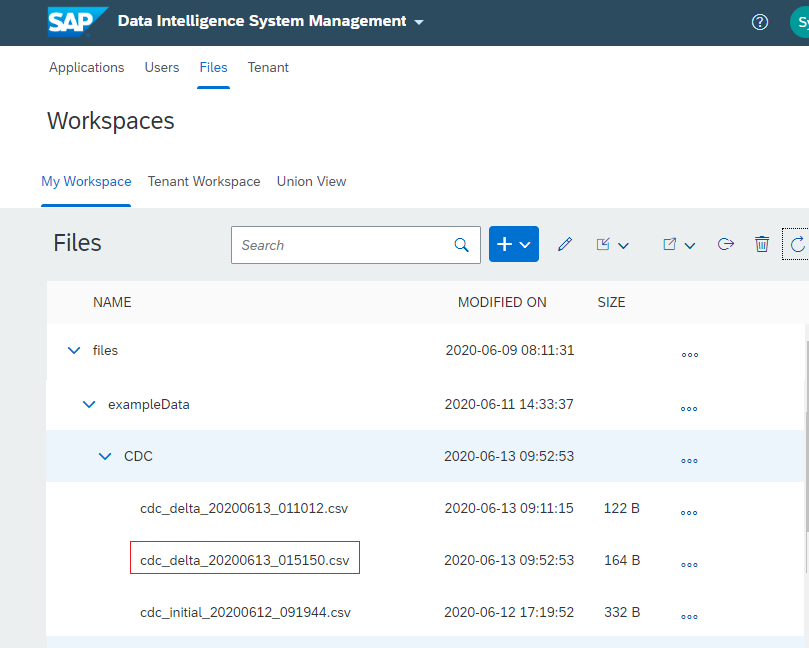 SAP Data Intelligence System Management
Sy
Applications Users Files Tenant
Workspaces
My Workspace Tenant Workspace Union View
Files Search
NAME MODIFIED ON SIZE
files 2020-06-09 08:11:31
exampleData 2020-06-11 14:33:37
CDC 2020-06-13 09:52:53
cdc_delta_20200613_011012.csv 2020-06-13 09:11:15 122 B
cdc_delta_20200613_015150.csv 2020-06-13 09:52:53 164 B
cdc_initial_20200612_091944.csv 2020-06-12 17:19:52 332 B